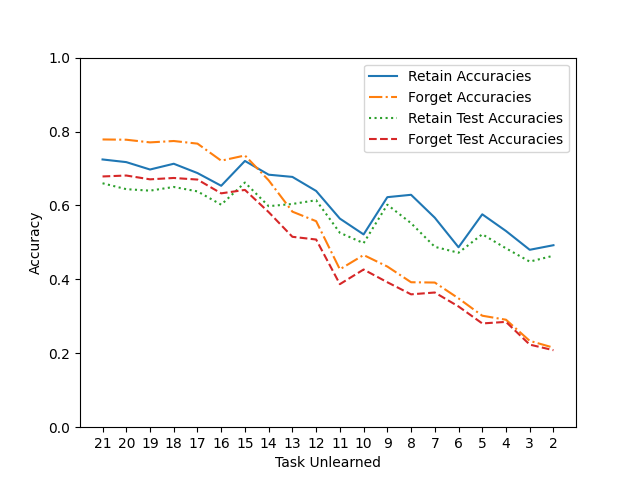 Retain Accuracies
Forget Accuracies
Retain Test Accuracies
Forget Test Accuracies
1.0
0.8
0.6
0.4
0.2
0.0
Accuracy
21 20 19 18 17 16 15 14 13 12 11 10 9 8 7 6 5 4 3 2
Task Unlearned